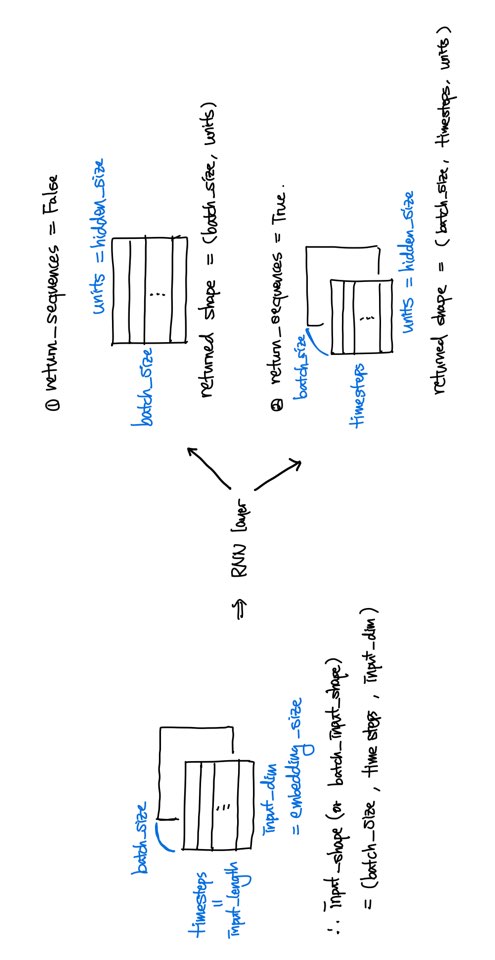 batch_size
timesteps
=
input_length
input_dim
= embedding_size
∴ input_shape (or batch_input_shape)
= (batch_size, time steps, input_dim)
⇒ RNN layer
① return_sequences = False
units = hidden_size
batch_size
returned shape = (batch_size, units)
② return_sequences = True.
batch_size
timesteps
units = hidden_size
returned shape = (batch_size, timesteps, units)